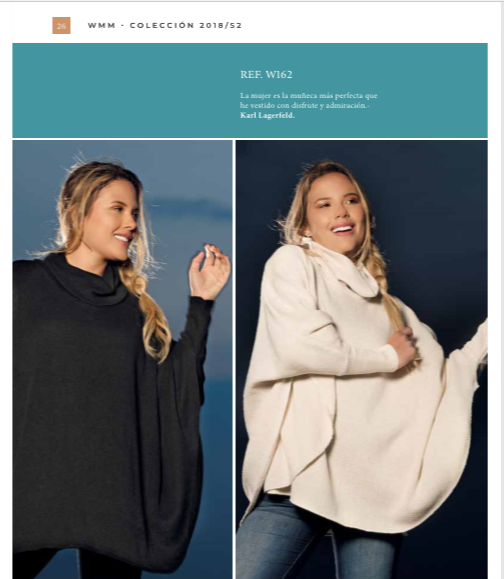 26 WMM - COLECCIÓN 2018/S2
REF. W162
La mujer es la muñeca más perfecta que
he vestido con disfrute y admiración.-
Karl Lagerfeld.